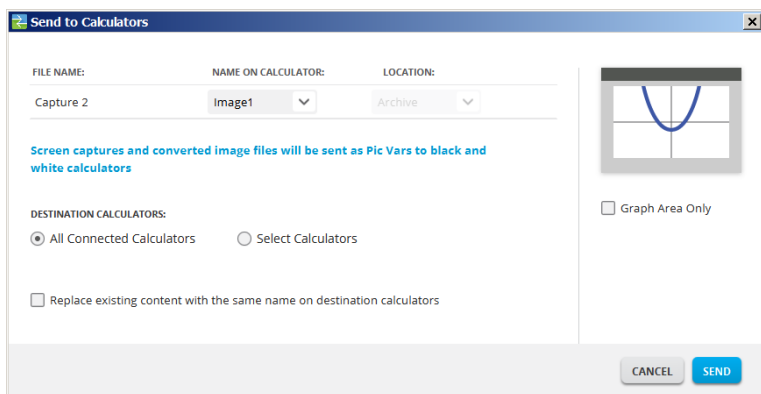 Send to Calculators
FILE NAME: NAME ON CALCULATOR: LOCATION:
Capture 2 Image1 Archive
Screen captures and converted image files will be sent as Pic Vars to black and
white calculators
DESTINATION CALCULATORS:
All Connected Calculators Select Calculators
Replace existing content with the same name on destination calculators
Graph Area Only
CANCEL SEND